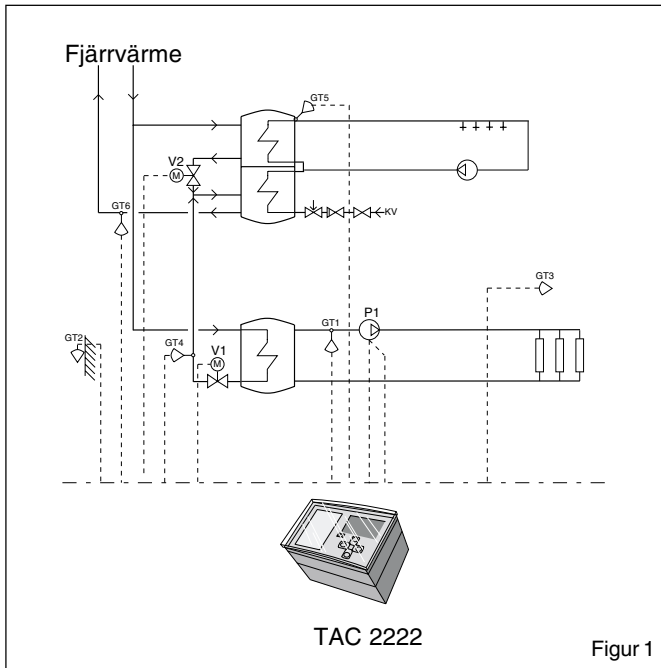 Fjärrvärme
GT5
V2
M
GT6
KV
GT3
GT2
GT4
V1
M
GT1
P1
TAC 2222
Figur 1